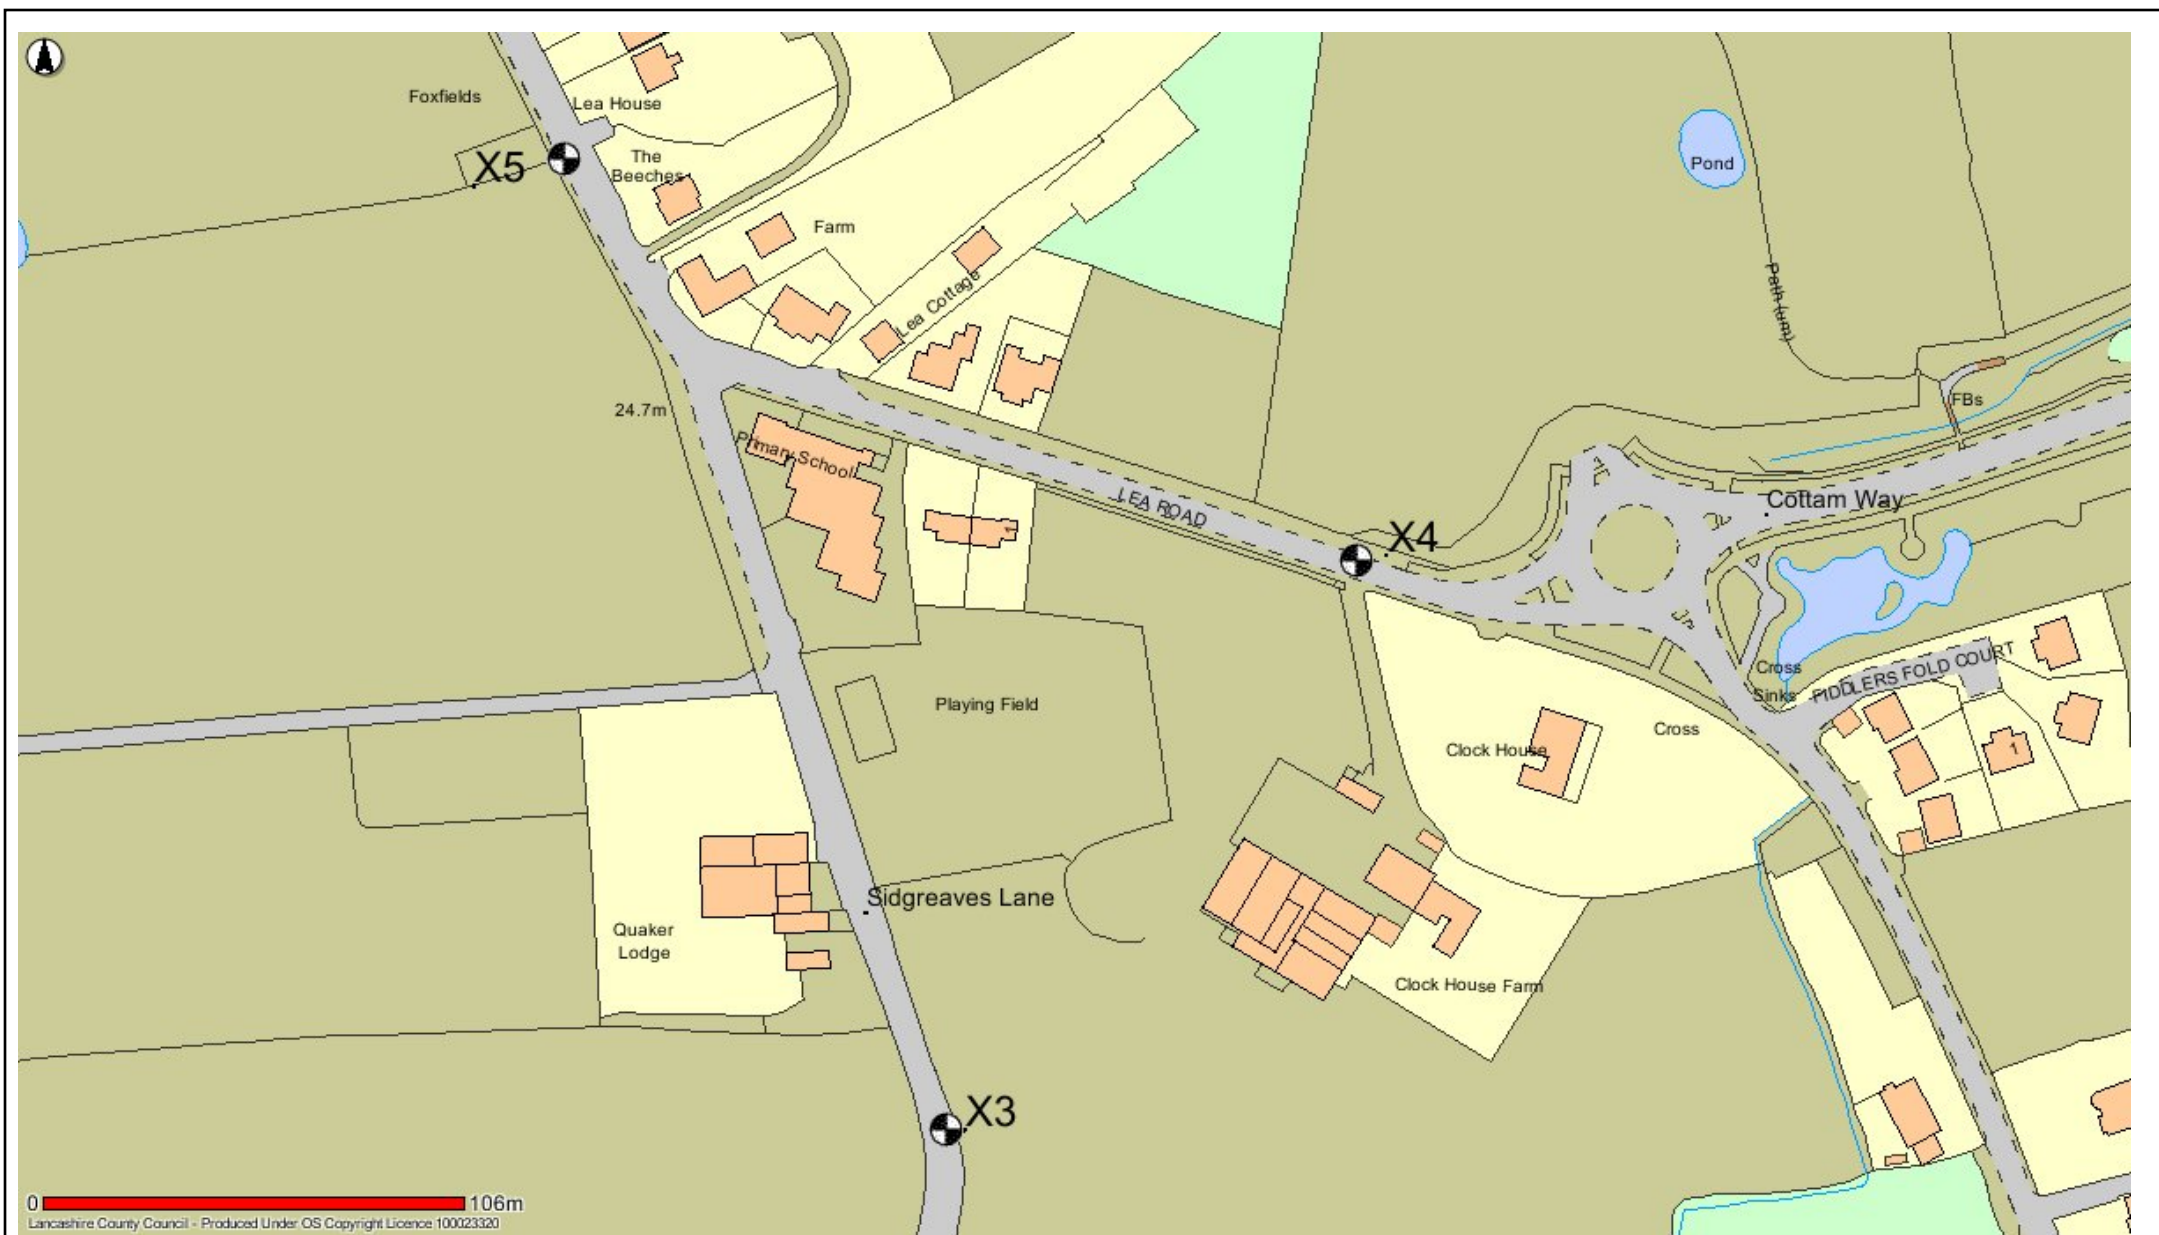 Foxfields
Lea House
X5
The
Beeches
Pond
Farm
Path (um)
Lea Cottage
24.7m
FBs
Primary School
LEA ROAD
Cottam Way
X4
1
Cross
Sinks
FIDDLERS FOLD COURT
Playing Field
Cross
Clock House
1
Sidgreaves Lane
Quaker
Lodge
Clock House Farm
X3
0
106m
Lancashire County Council - Produced Under OS Copyright Licence 100023320